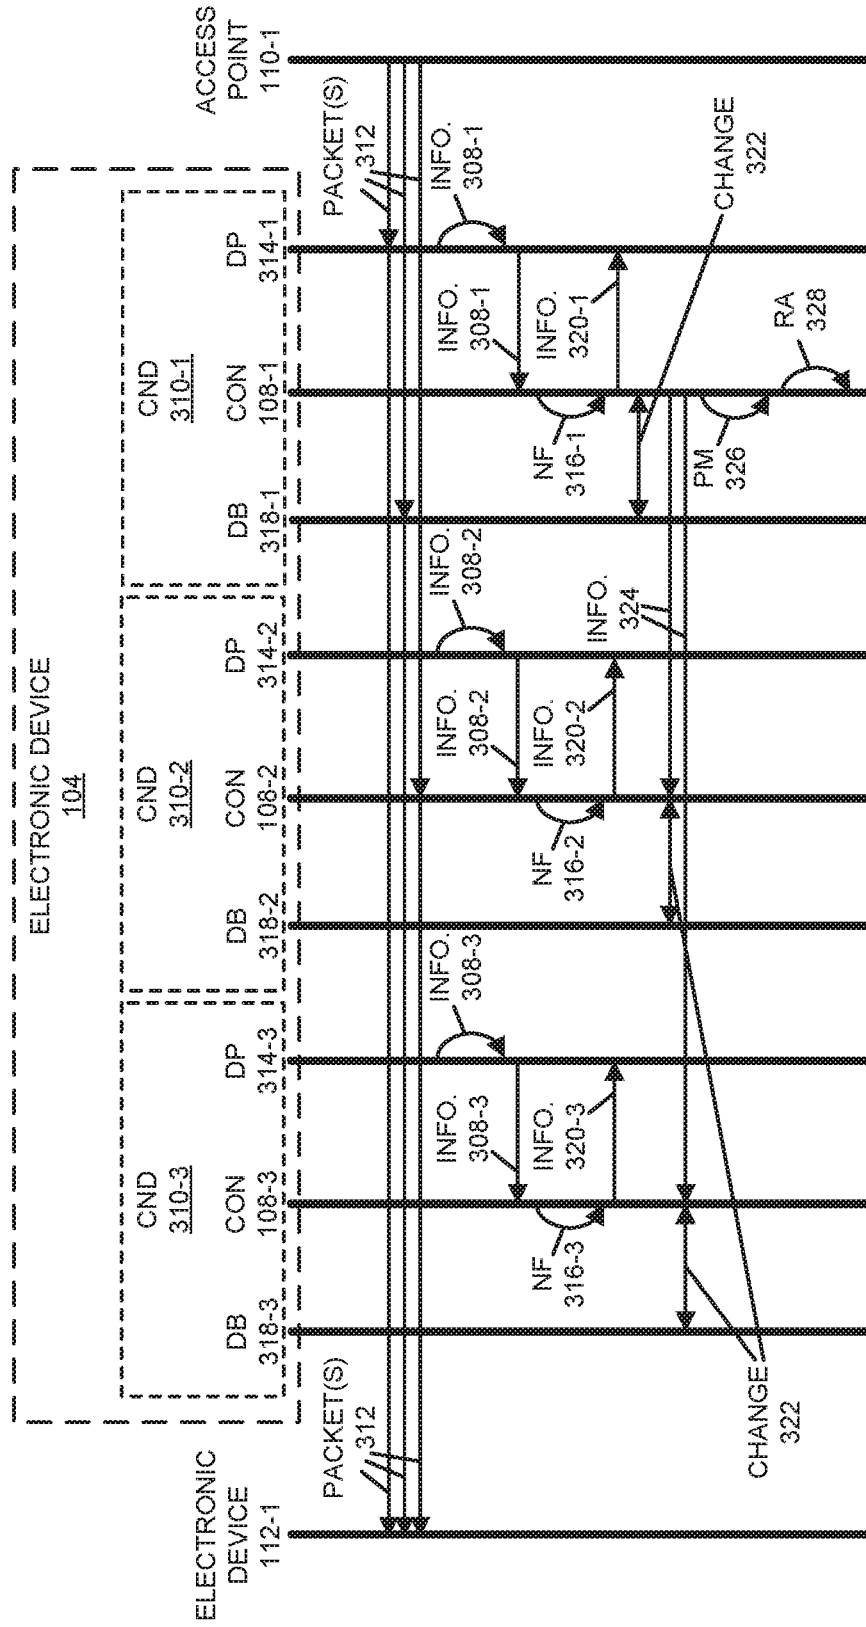 ELECTRONIC DEVICE
104
CND
310-3
CND
310-2
CND
310-1
ELECTRONIC
DEVICE
112-1
DB
318-3
CON
108-3
DP
314-3
DB
318-2
CON
108-2
DP
314-2
DB
318-1
CON
108-1
DP
314-1
ACCESS
POINT
110-1
PACKET(S)
312
PACKET(S)
312
INFO.
308-3
INFO.
308-2
INFO.
308-1
INFO.
308-3
INFO.
308-2
INFO.
308-1
NF
316-3
INFO.
320-3
NF
316-2
INFO.
320-2
NF
316-1
INFO.
320-1
INFO.
324
CHANGE
322
CHANGE
322
PM
326
RA
328